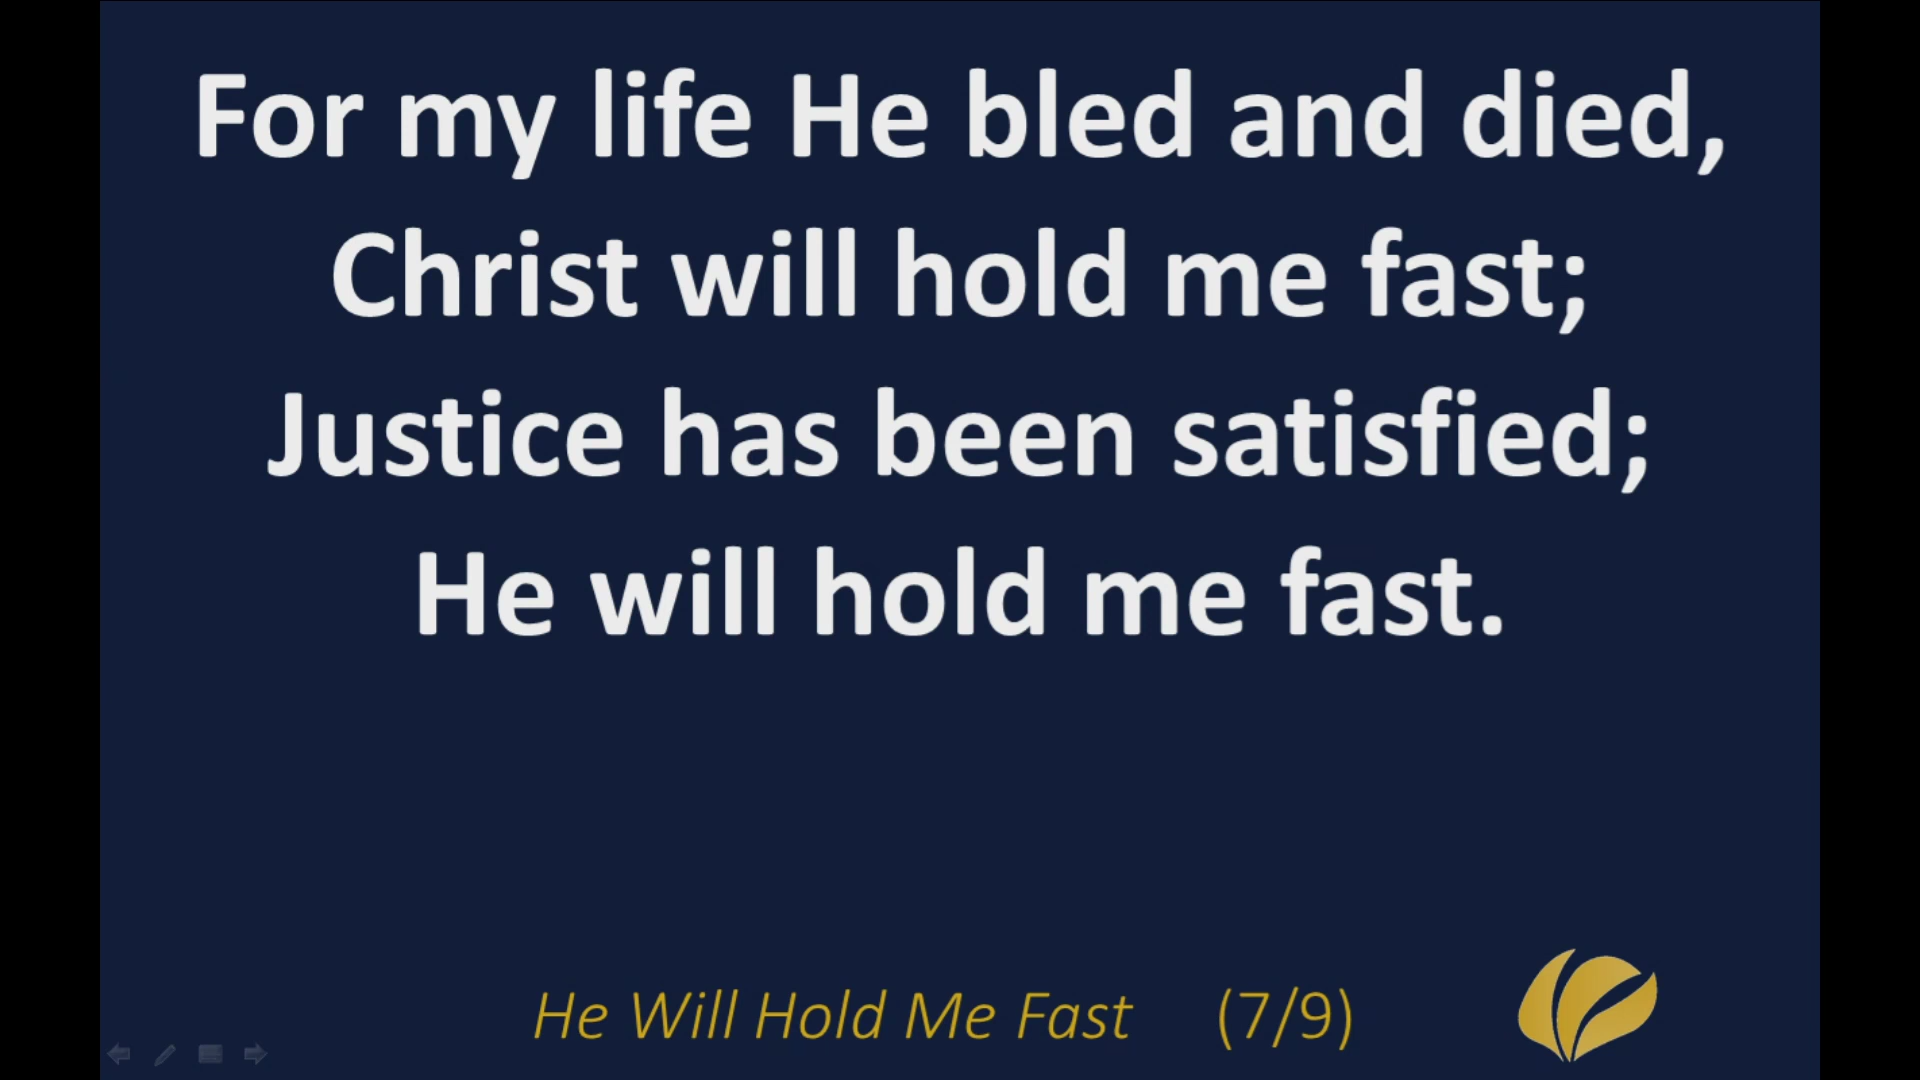 For my life He bled and died,
Christ will hold me fast;
Justice has been satisfied;
He will hold me fast.
He Will Hold Me Fast (7/9)